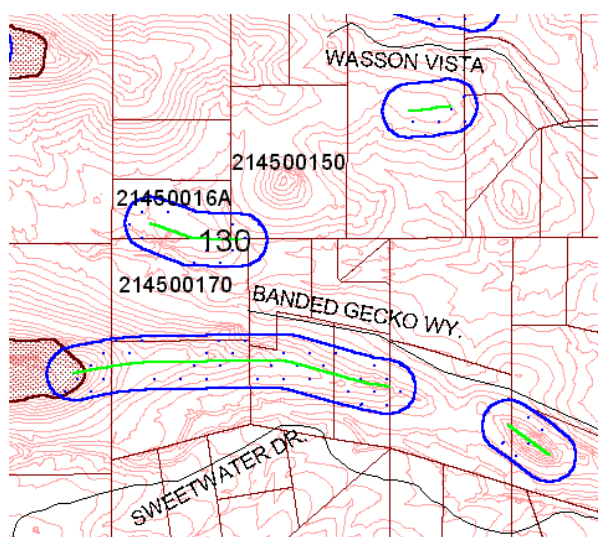 WASSON VISTA
214500150
21450016A
130
214500170
BANDED GECKO WY.
SWEETWATER DR.